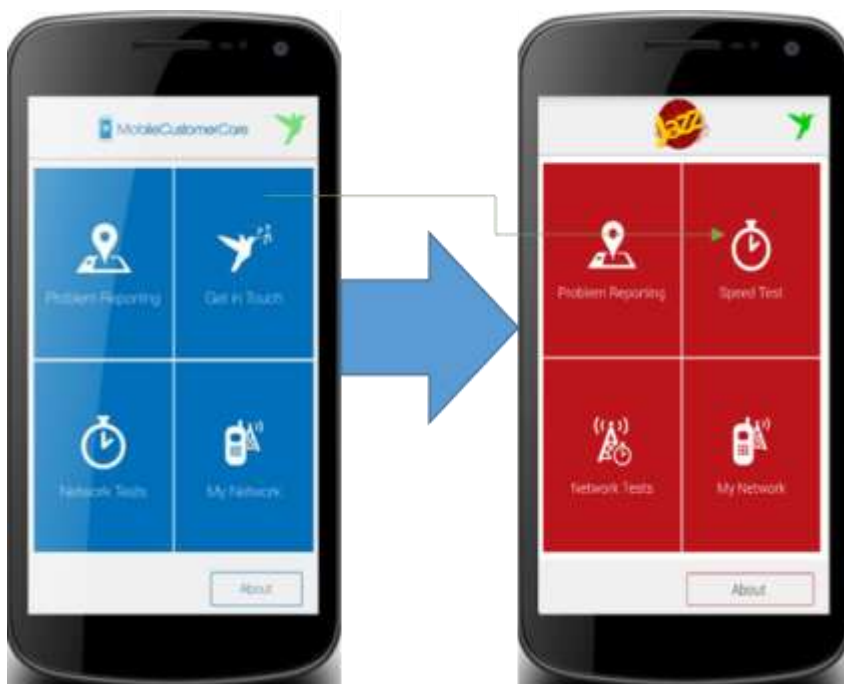 MobileCustomerCare
Problem Reporting
Get in Touch
Network Tests
My Network
About
Jazz
Problem Reporting
Speed Test
Network Tests
My Network
About